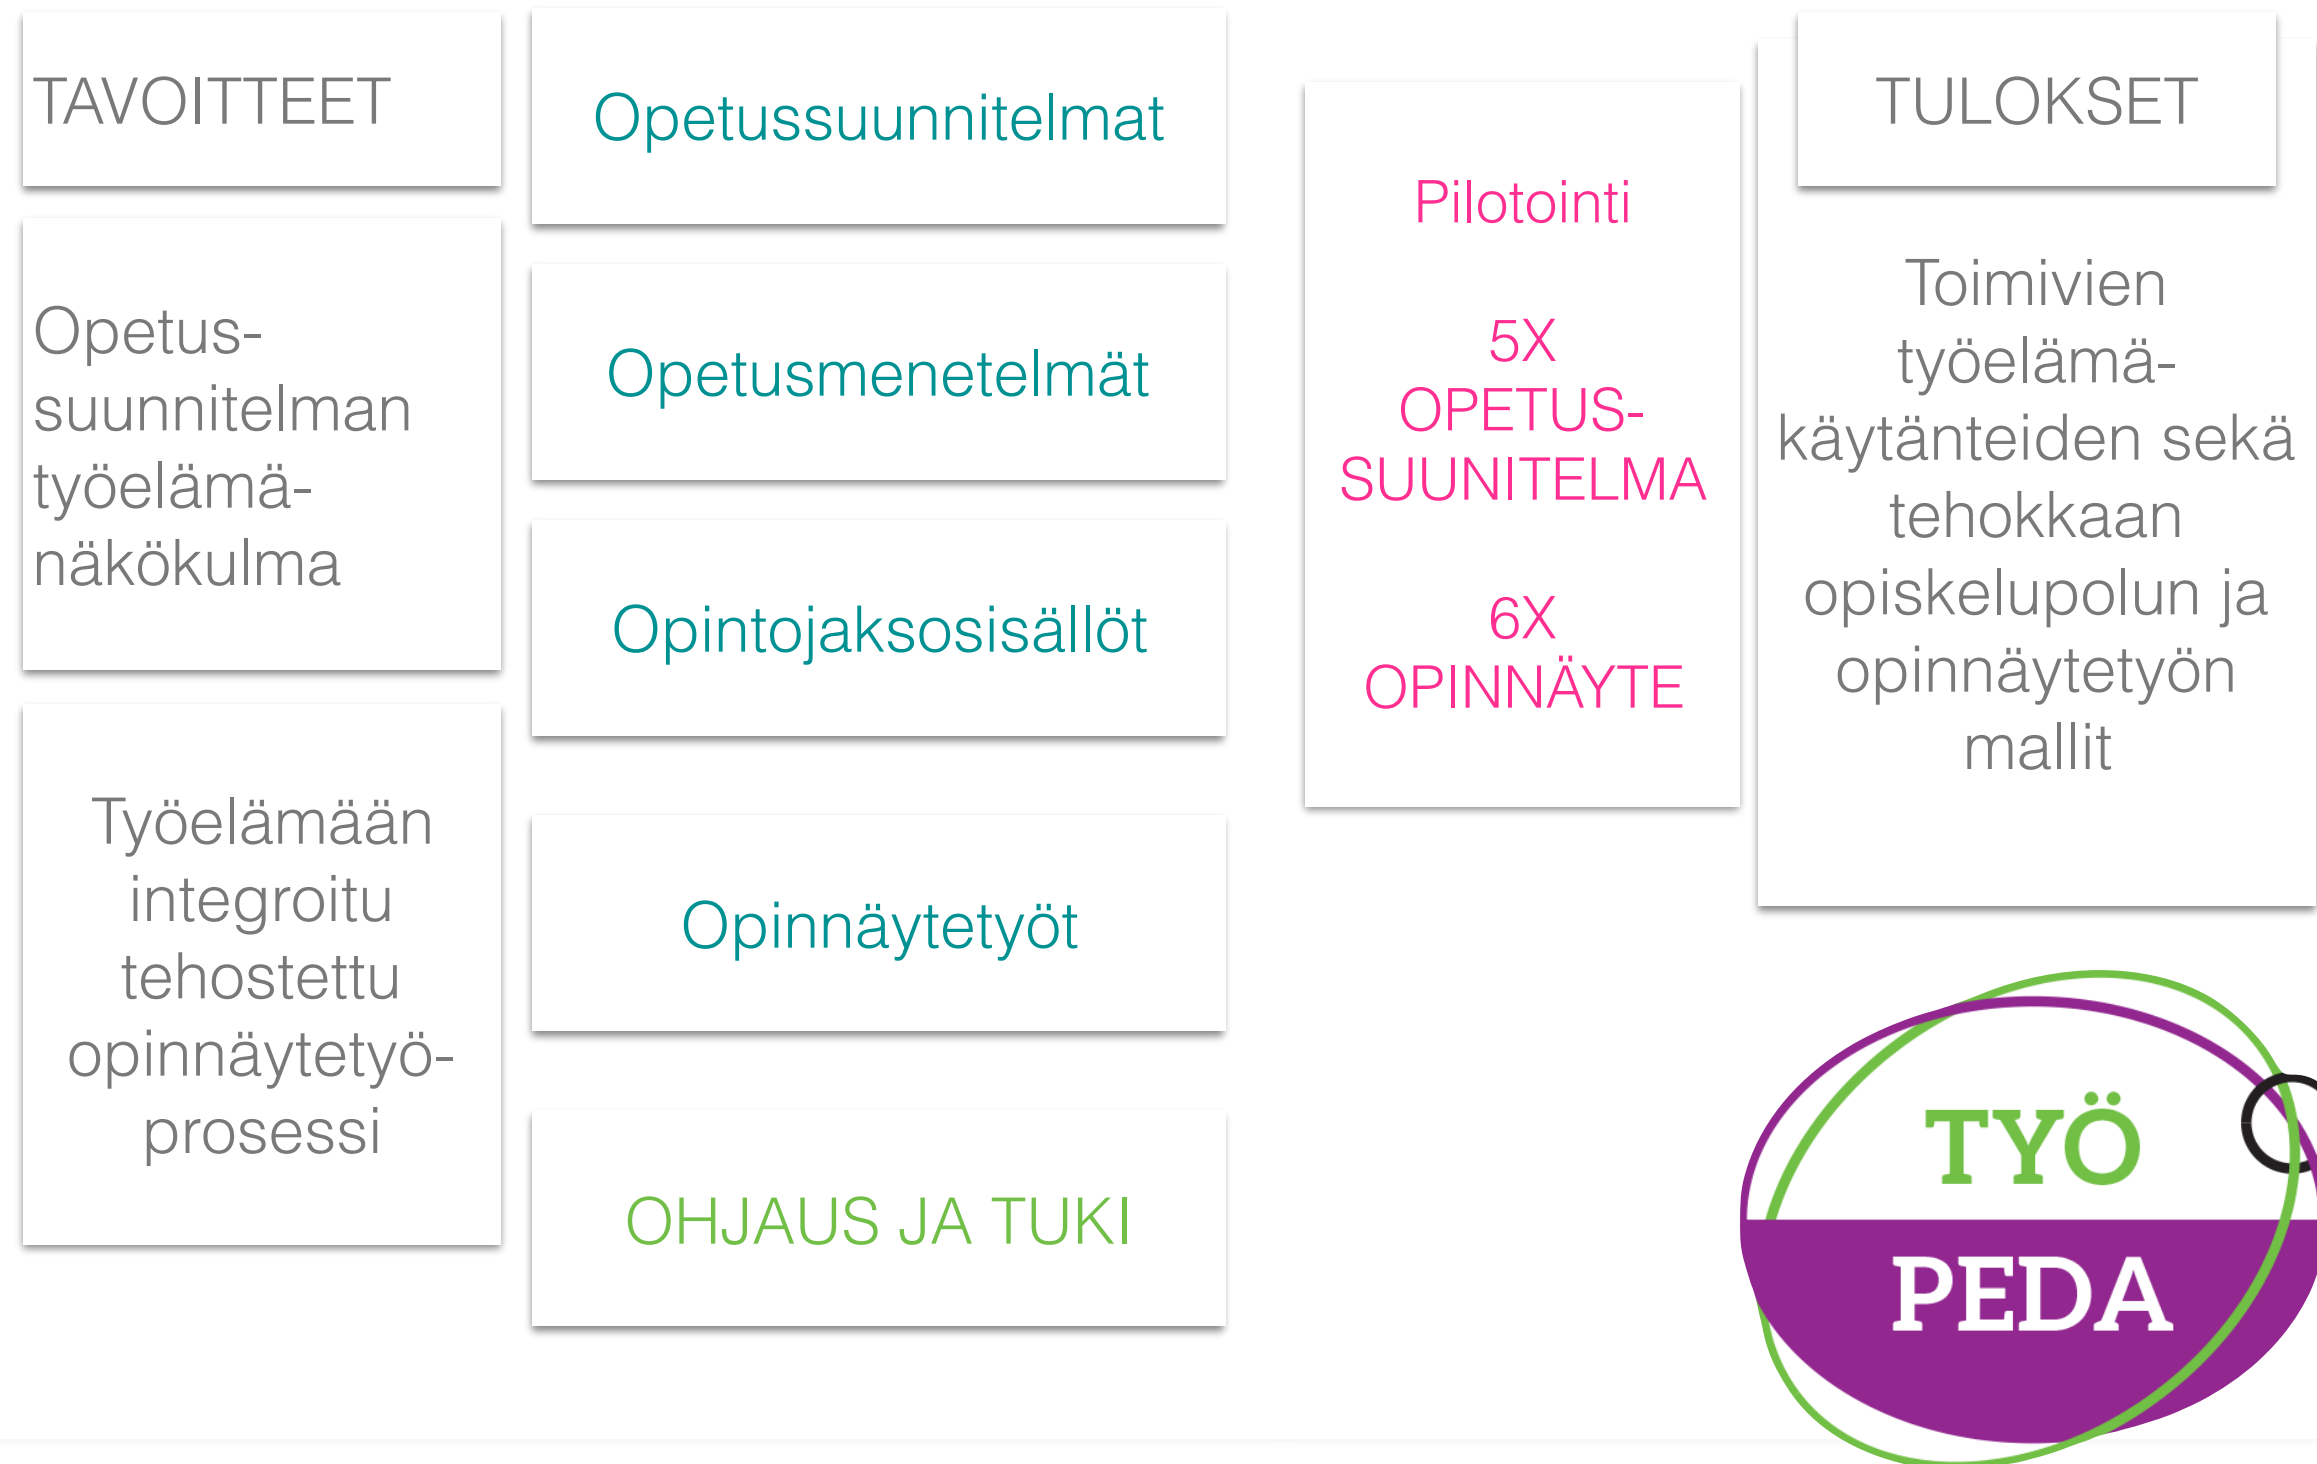 TAVOITTEET
Opetus-
suunnitelman
työelämä-
näkökulma
Työelämään
integroitu
tehostettu
opinnäytetyö-
prosessi
Opetussuunnitelmat
Opetusmenetelmät
Opintojaksosisällöt
Opinnäytetyöt
OHJAUS JA TUKI
Pilotointi
5X
OPETUS-
SUUNITELMA
6X
OPINNÄYTE
TULOKSET
Toimivien
työelämä-
käytänteiden sekä
tehokkaan
opiskelupolun ja
opinnäytetyön
mallit
TYÖ
PEDA